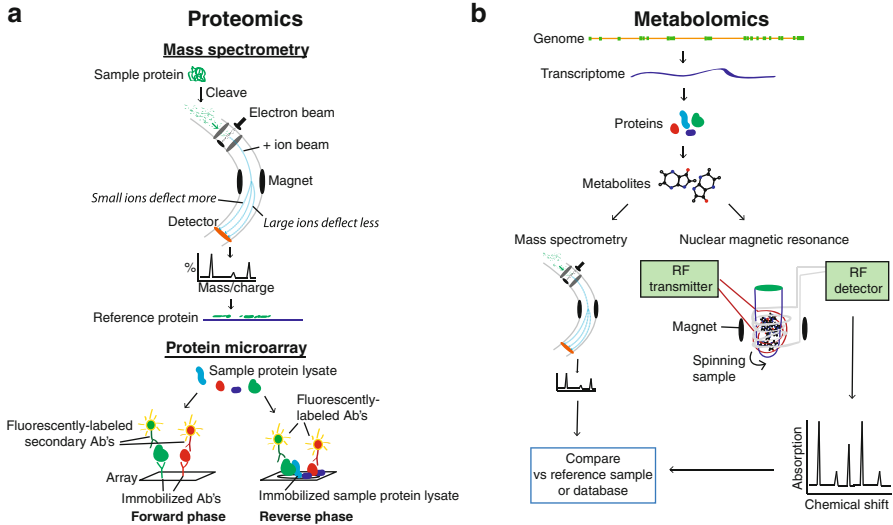 a
Proteomics
Mass spectrometry
Sample protein
Cleave
Electron beam
+ ion beam
Magnet
Small ions deflect more
Large ions deflect less
Detector
%
Mass/charge
Reference protein
Protein microarray
Sample protein lysate
Fluorescently-
labeled Ab's
Fluorescently-labeled
secondary Ab's
Array
Immobilized Ab's
Immobilized sample protein lysate
Forward phase
Reverse phase
b
Metabolomics
Genome
Transcriptome
Proteins
Metabolites
Mass spectrometry
Nuclear magnetic resonance
RF
transmitter
RF
detector
Magnet
Spinning
sample
Compare
vs reference sample
or database
Absorption
Chemical shift